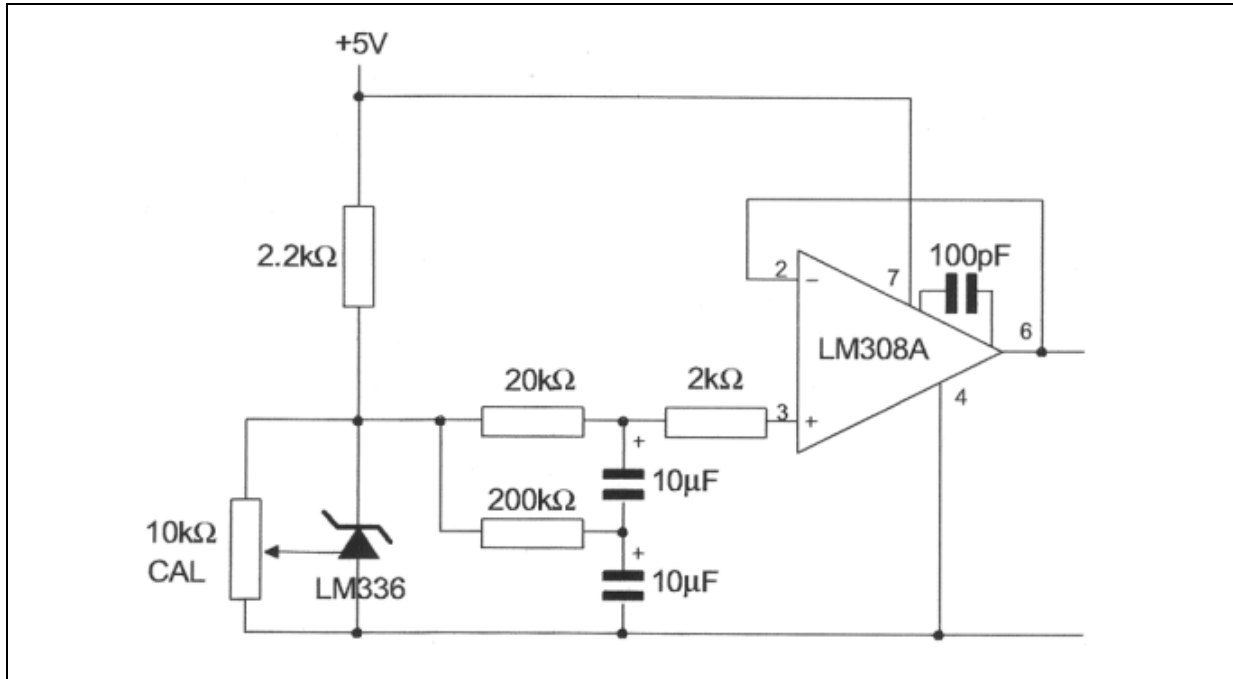 +5V
2.2kΩ
100pF
2
−
7
6
LM308A
20kΩ
2kΩ
4
3
+
+
10µF
200kΩ
10kΩ
CAL
+
LM336
10µF